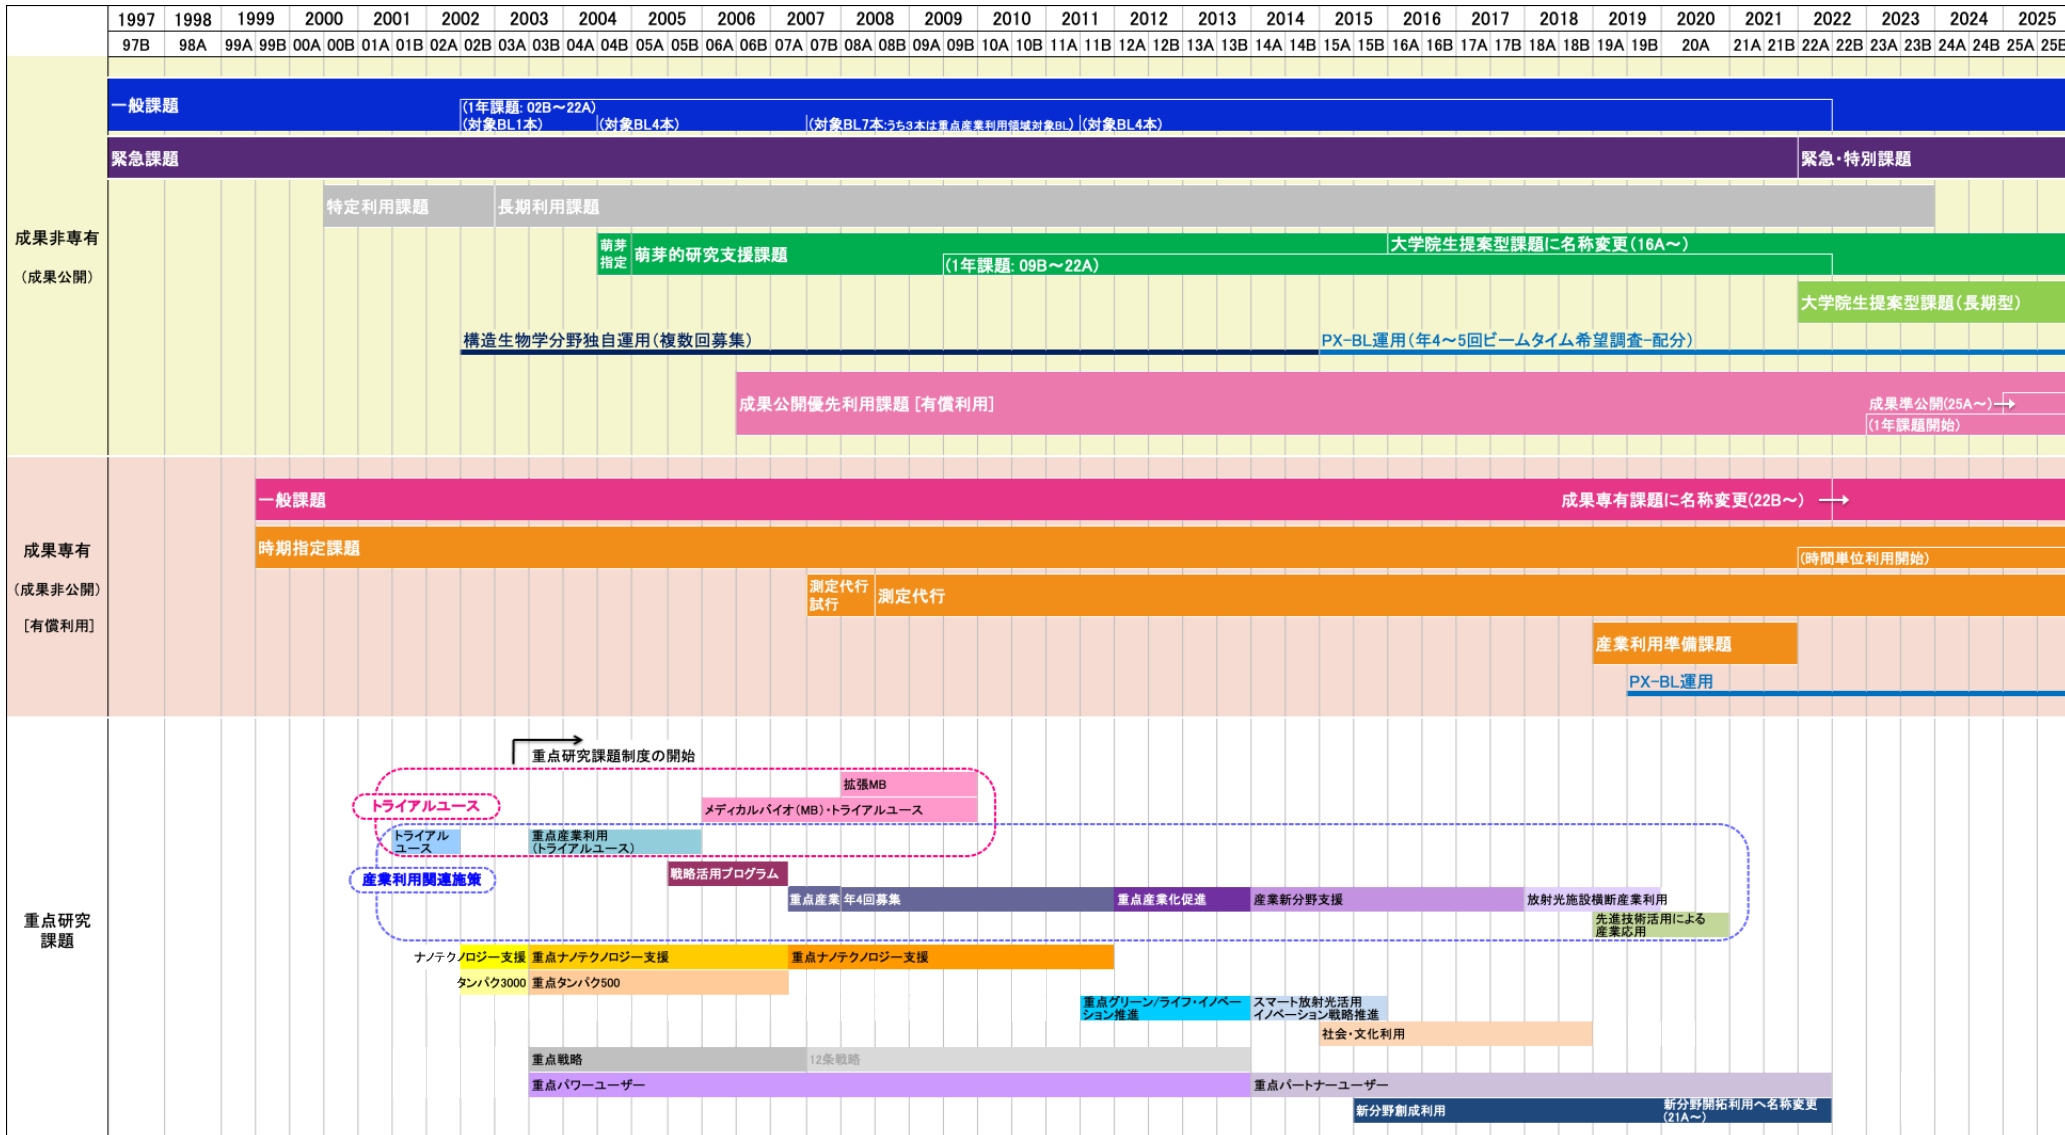 1997 1998 1999 2000 2001 2002 2003 2004 2005 2006 2007 2008 2009 2010 2011 2012 2013 2014 2015 2016 2017 2018 2019 2020 2021 2022 2023 2024 2025
97B 98A 99A 99B 00A 00B 01A 01B 02A 02B 03A 03B 04A 04B 05A 05B 06A 06B 07A 07B 08A 08B 09A 09B 10A 10B 11A 11B 12A 12B 13A 13B 14A 14B 15A 15B 16A 16B 17A 17B 18A 18B 19A 19B 20A 21A 21B 22A 22B 23A 23B 24A 24B 25A 25B
成果非専有
(成果公開)
一般課題
(1年課題: 02B~22A)
(対象BL1本)
(対象BL4本)
(対象BL7本:うち3本は重点産業利用領域対象BL)
(対象BL4本)
緊急課題
緊急・特別課題
特定利用課題
長期利用課題
萌芽
指定
萌芽的研究支援課題
大学院生提案型課題に名称変更(16A~)
(1年課題: 09B~22A)
大学院生提案型課題(長期型)
構造生物学分野独自運用(複数回募集)
PX-BL運用(年4~5回ビームタイム希望調査-配分)
成果公開優先利用課題 [有償利用]
成果準公開(25A~)→
(1年課題開始)
成果専有
(成果非公開)
[有償利用]
一般課題
成果専有課題に名称変更(22B~) →
時期指定課題
(時間単位利用開始)
測定代行
試行
測定代行
産業利用準備課題
PX-BL運用
重点研究
課題
重点研究課題制度の開始
拡張MB
トライアルユース
メディカルバイオ(MB)・トライアルユース
トライアル
ユース
重点産業利用
(トライアルユース)
産業利用関連施策
戦略活用プログラム
重点産業
年4回募集
重点産業化促進
産業新分野支援
放射光施設横断産業利用
先進技術活用による
産業応用
ナノテクノロジー支援
重点ナノテクノロジー支援
重点ナノテクノロジー支援
タンパク3000
重点タンパク500
重点グリーン/ライフ・イノベー
ション推進
スマート放射光活用
イノベーション戦略推進
社会・文化利用
重点戦略
12条戦略
重点パワーユーザー
重点パートナーユーザー
新分野創成利用
新分野開拓利用へ名称変更
(21A~)